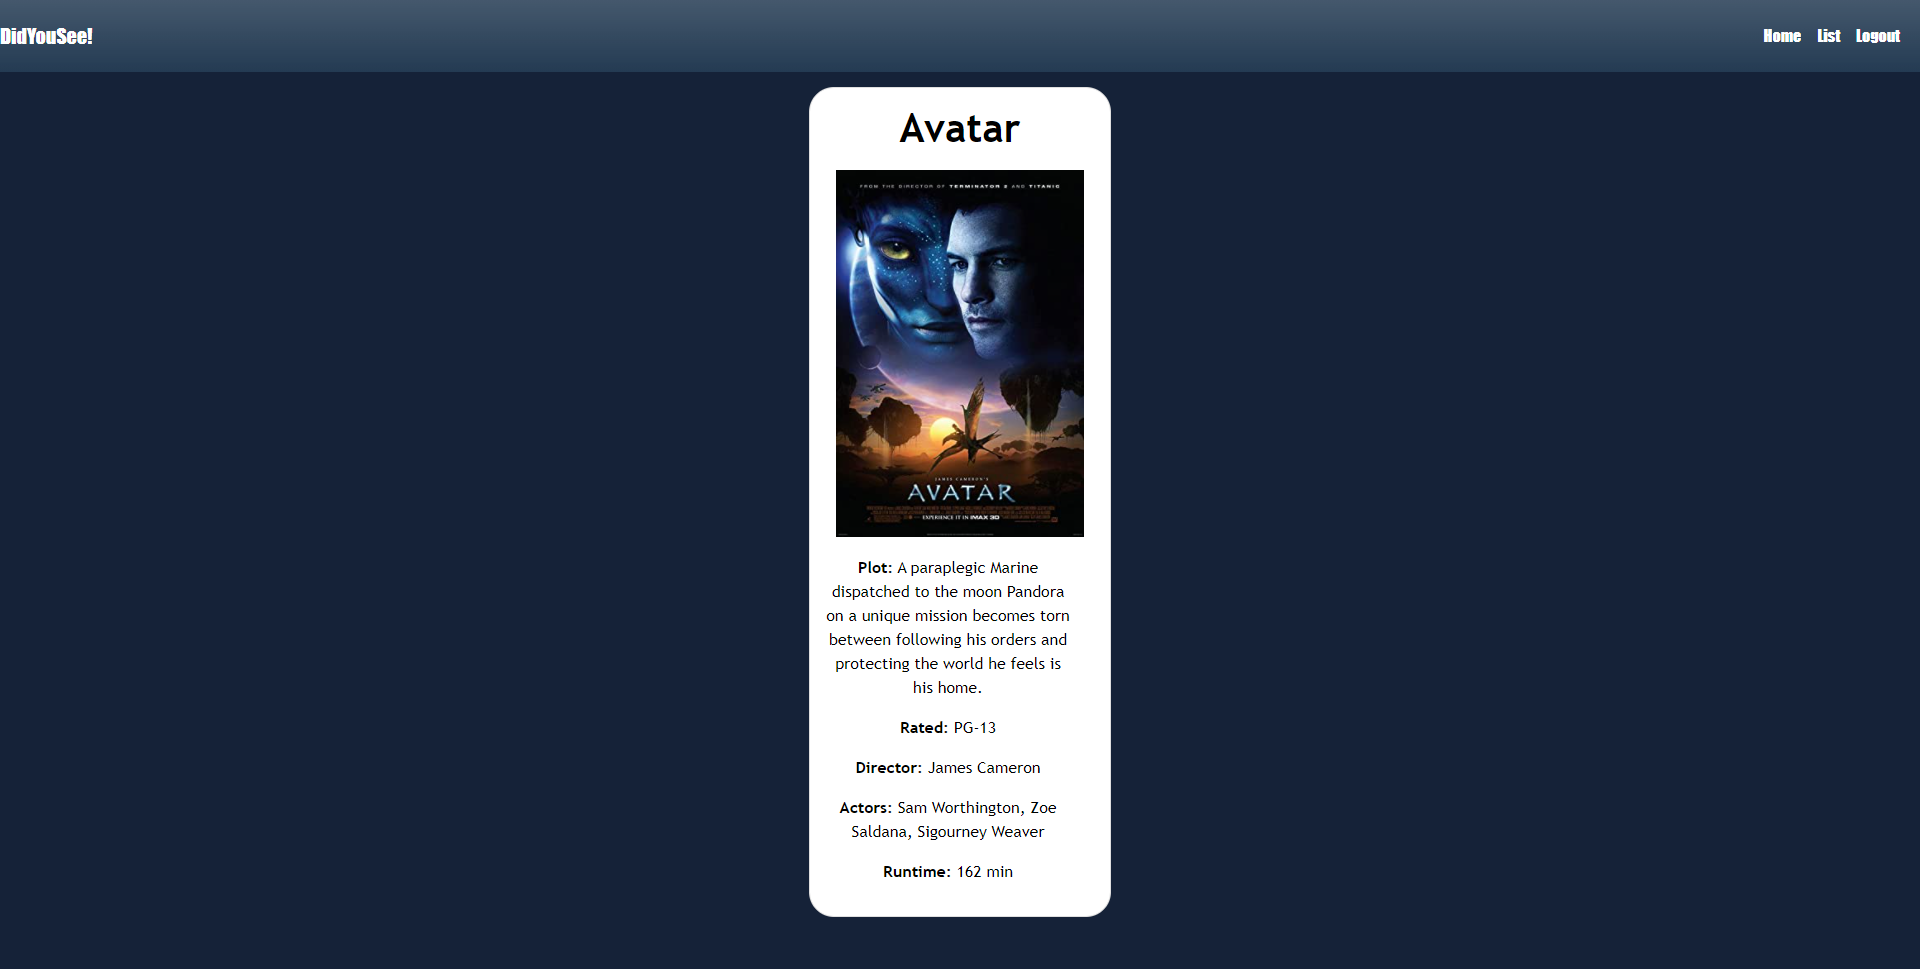 DidYouSee!
Home List Logout
Avatar
FROM THE DIRECTOR OF TERMINATOR 2 AND TITANIC
JAMES CAMERON'S
AVATAR
EXPERIENCE IT IN IMAX 3D
Plot: A paraplegic Marine
dispatched to the moon Pandora
on a unique mission becomes torn
between following his orders and
protecting the world he feels is
his home.
Rated: PG-13
Director: James Cameron
Actors: Sam Worthington, Zoe
Saldana, Sigourney Weaver
Runtime: 162 min